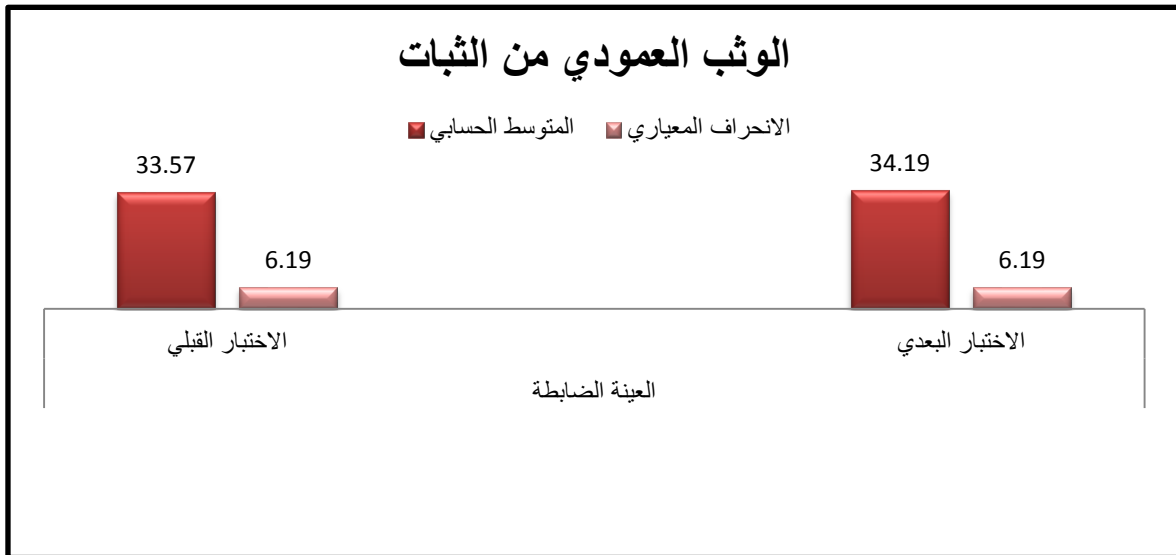 الوثب العمودي من الثبات
المتوسط الحسابي الانحراف المعياري
33.57 6.19 34.19 6.19
الاختبار القبلي الاختبار البعدي
العينة الضابطة